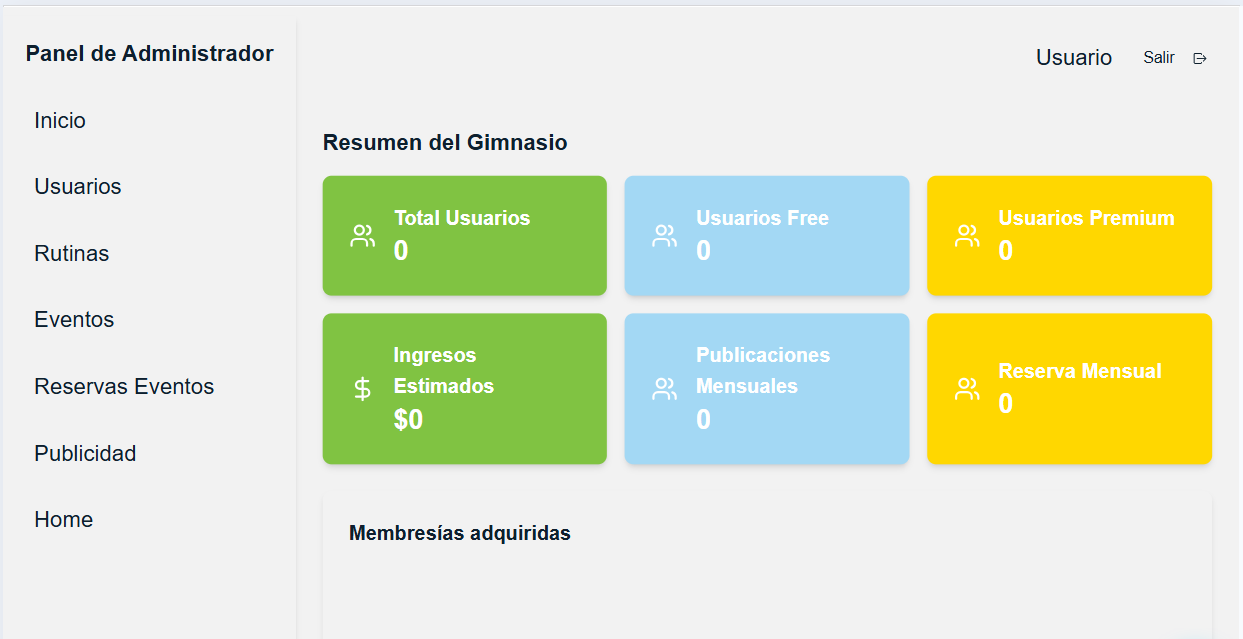 Panel de Administrador
Inicio
Usuarios
Rutinas
Eventos
Reservas Eventos
Publicidad
Home
Usuario
Salir
Resumen del Gimnasio
Total Usuarios
0
Usuarios Free
0
Usuarios Premium
0
Ingresos
Estimados
$0
Publicaciones
Mensuales
0
Reserva Mensual
0
Membresías adquiridas